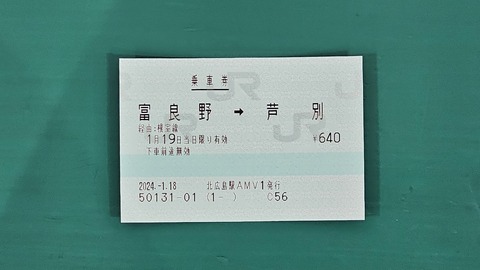 乗車券
富良野 → 芦別
経由:根室線
1月19日当日限り有効 ¥640
下車前途無効
2024.-1.18 北広島駅AMV1発行
50131-01 (1- ) C56